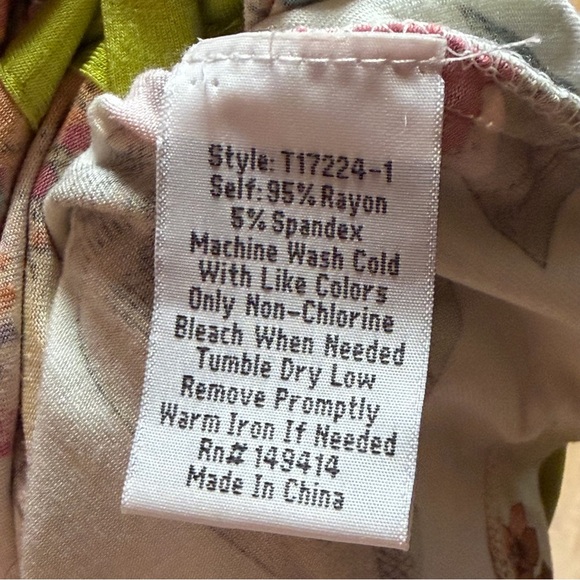 Style: T17224-1
Self: 95% Rayon
5% Spandex
Machine Wash Cold
With Like Colors
Only Non-Chlorine
Bleach When Needed
Tumble Dry Low
Remove Promptly
Warm Iron If Needed
Rn# 149414
Made In China